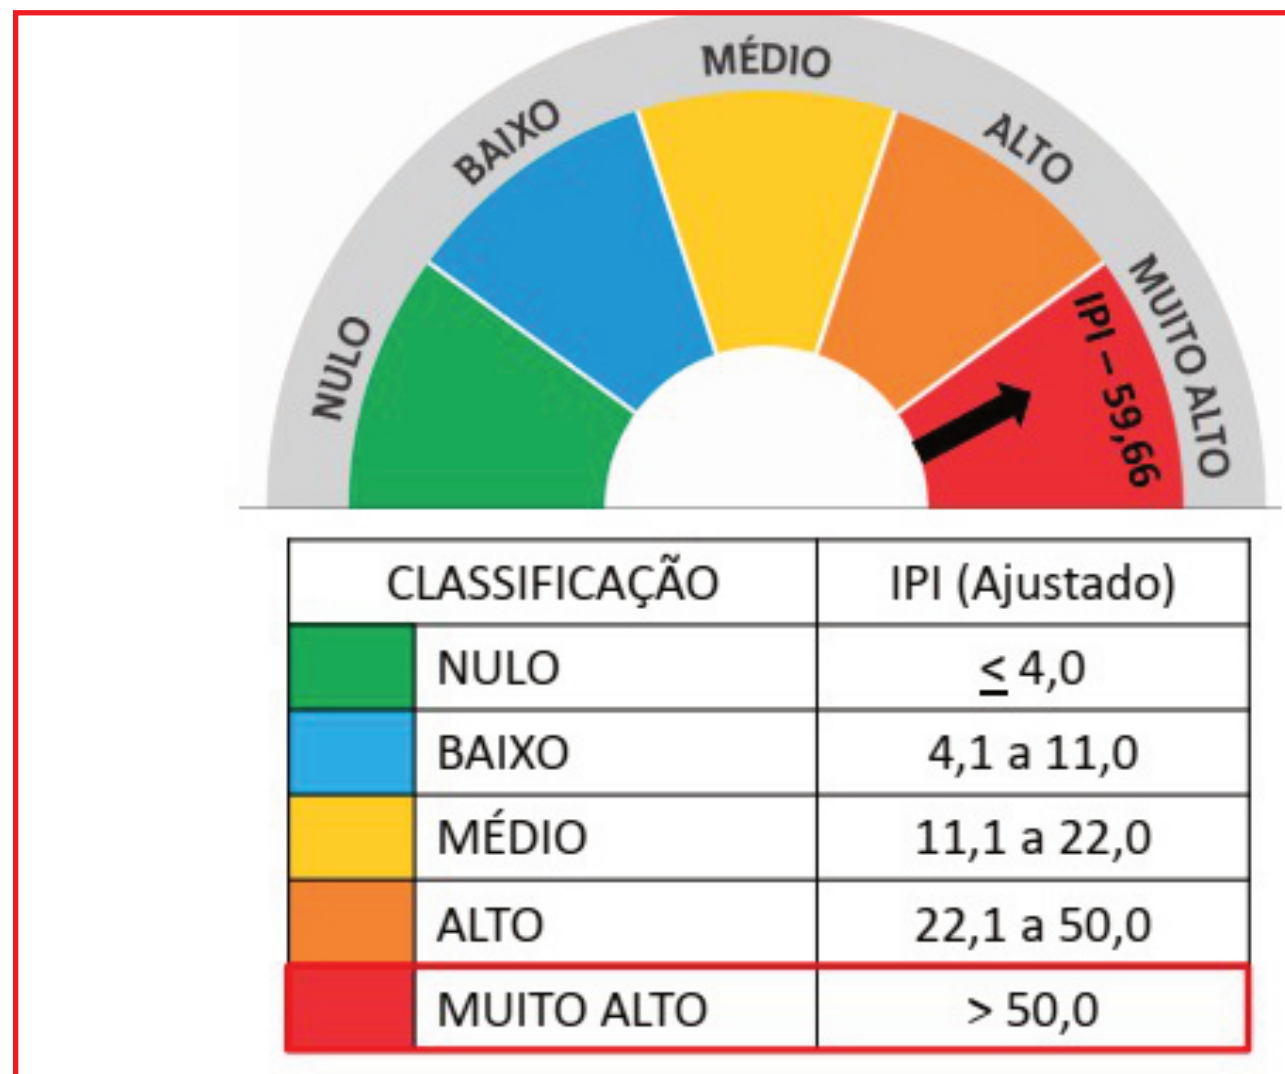 NULO
BAIXO
MÉDIO
ALTO
MUITO ALTO
IPI – 59,66
CLASSIFICAÇÃO IPI (Ajustado)
NULO ≤ 4,0
BAIXO 4,1 a 11,0
MÉDIO 11,1 a 22,0
ALTO 22,1 a 50,0
MUITO ALTO > 50,0